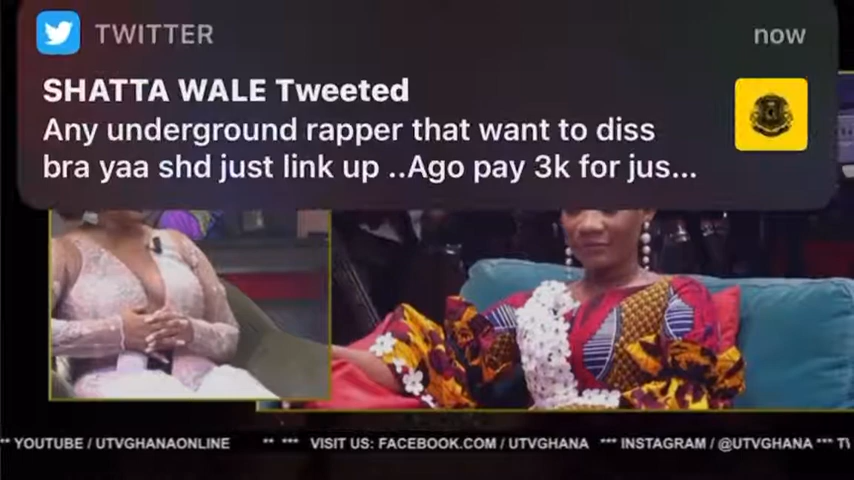 TWITTER
now
SHATTA WALE Tweeted
Any underground rapper that want to diss
bra yaa shd just link up ..Ago pay 3k for jus...
** YOUTUBE / UTVGHANAONLINE ** *** VISIT US: FACEBOOK.COM / UTVGHANA *** INSTAGRAM / @UTVGHANA ***